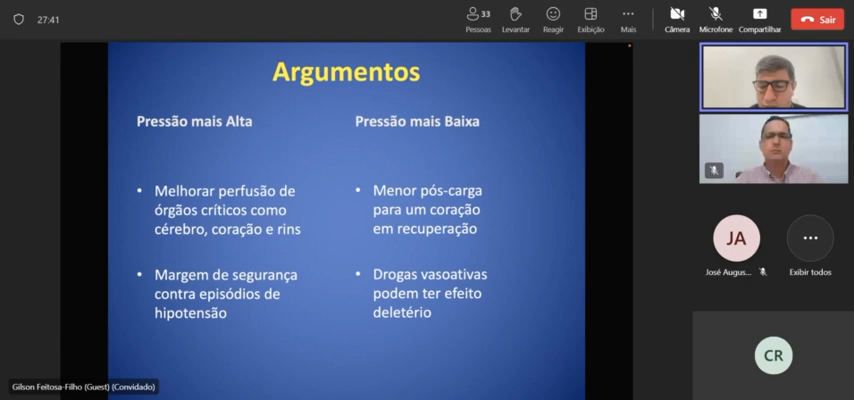 27:41
33
Pessoas
Levantar
Reagir
Exibição
Mais
Câmera
Microfone
Compartilhar
Sair
Argumentos
Pressão mais Alta
• Melhorar perfusão de
órgãos críticos como
cérebro, coração e rins
• Margem de segurança
contra episódios de
hipotensão
Pressão mais Baixa
• Menor pós-carga
para um coração
em recuperação
• Drogas vasoativas
podem ter efeito
deletério
JA
José Augus...
Exibir todos
CR
Gilson Feitosa-Filho (Guest) (Convidado)